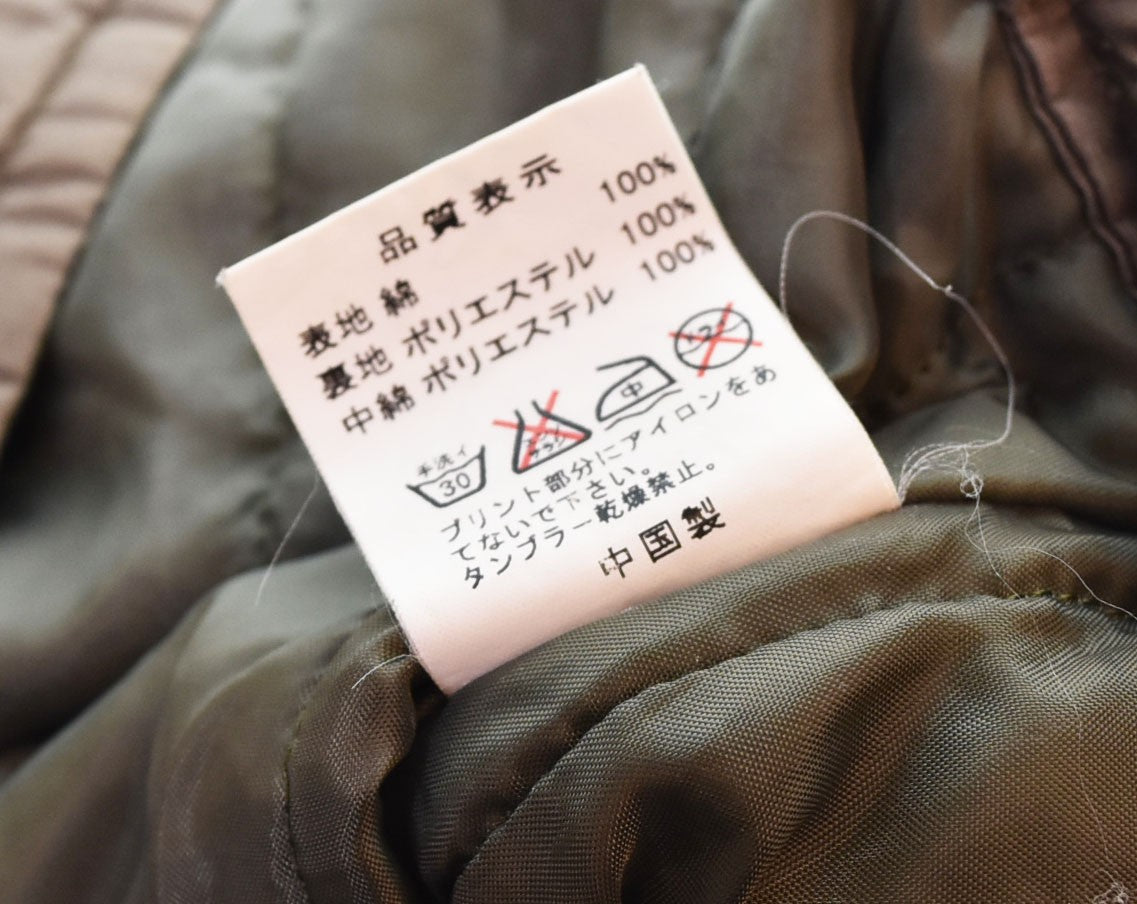 品質表示
表地 綿 100%
裏地 ポリエステル 100%
中綿 ポリエステル 100%
手洗イ
30
中
プリント部分にアイロンをあ
てないで下さい。
タンブラー乾燥禁止。
中国製